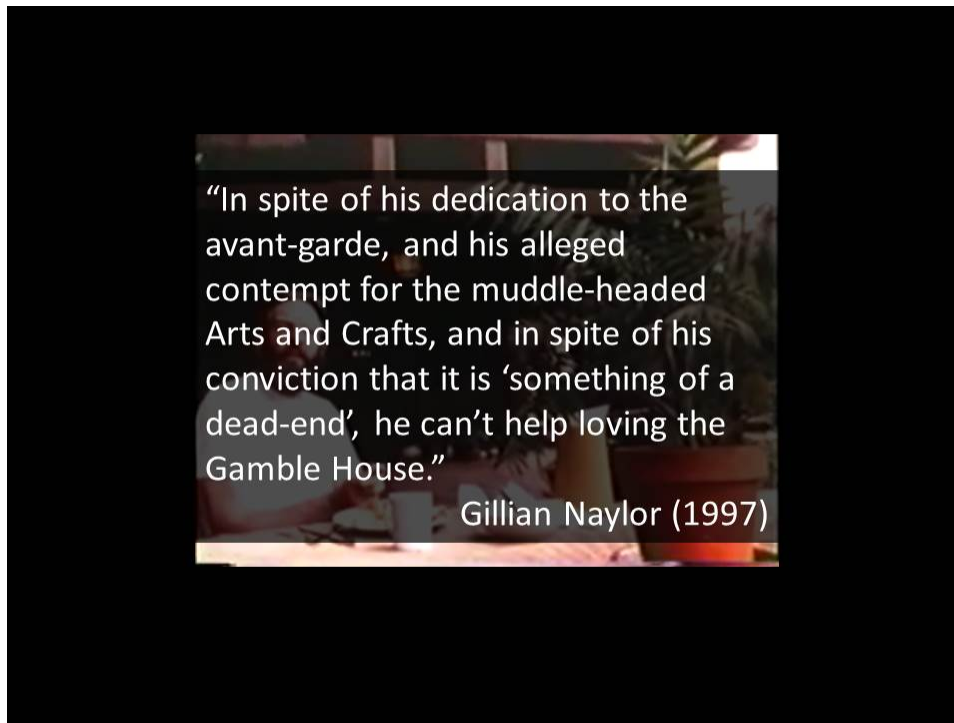 “In spite of his dedication to the
avant-garde, and his alleged
contempt for the muddle-headed
Arts and Crafts, and in spite of his
conviction that it is ‘something of a
dead-end’, he can’t help loving the
Gamble House.”
Gillian Naylor (1997)